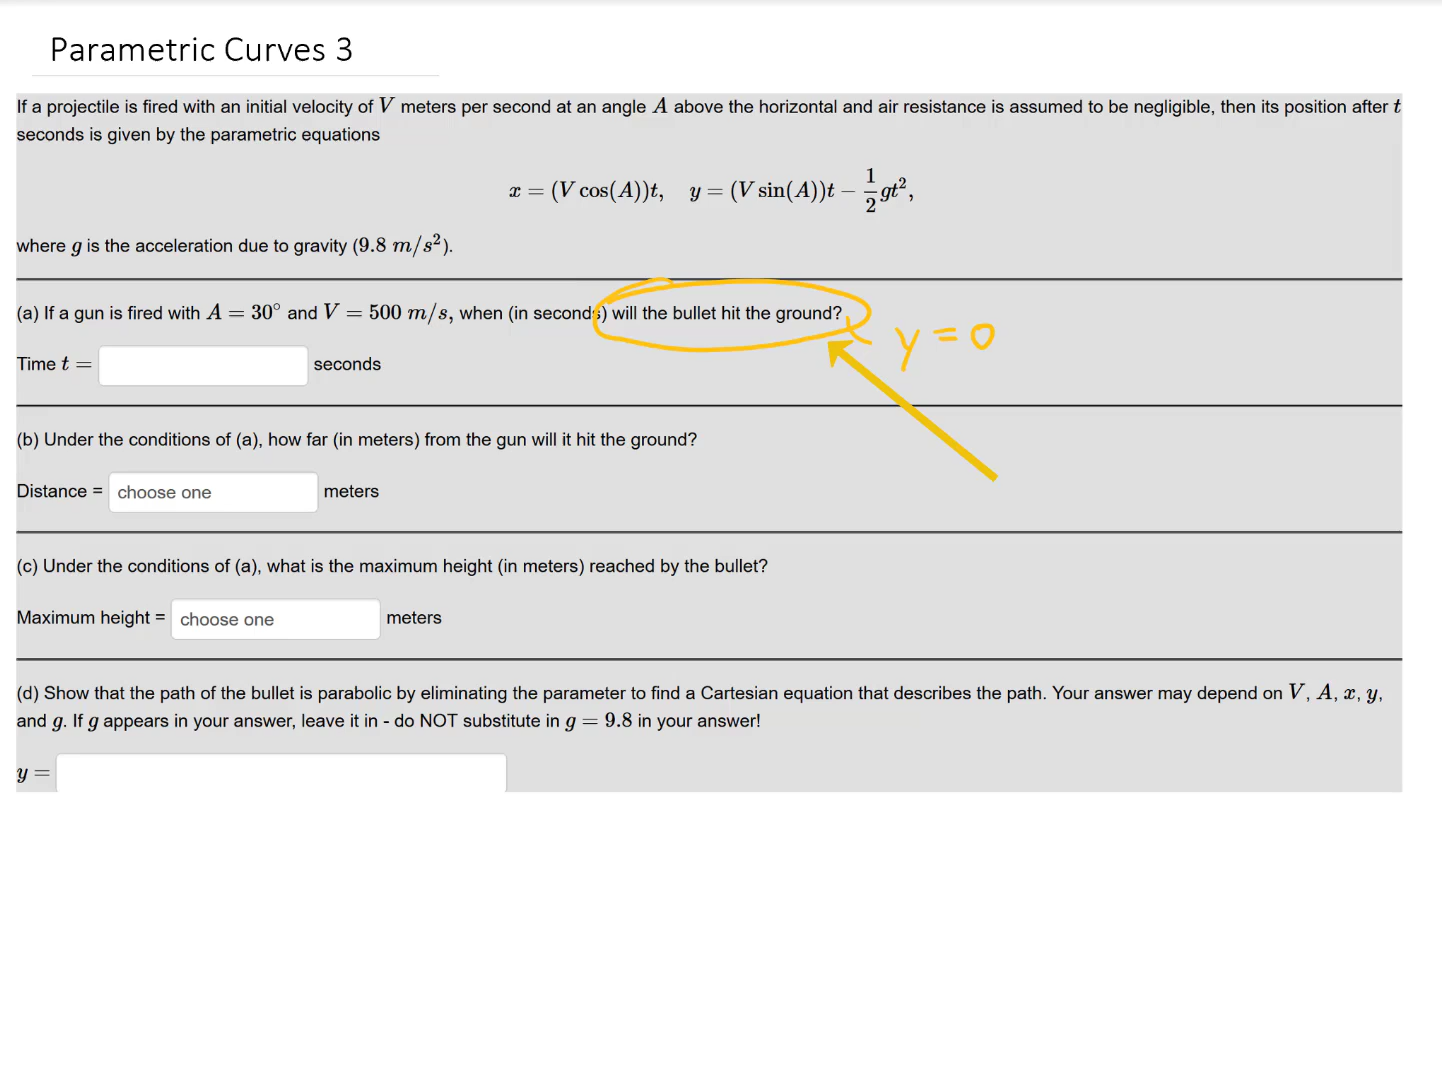 Parametric Curves 3
If a projectile is fired with an initial velocity of V meters per second at an angle A above the horizontal and air resistance is assumed to be negligible, then its position after t
seconds is given by the parametric equations
x = (V cos(A))t, y = (V sin(A))t − 1/2 gt²,
where g is the acceleration due to gravity (9.8 m/s²).
(a) If a gun is fired with A = 30° and V = 500 m/s, when (in seconds) will the bullet hit the ground?
y = 0
Time t = seconds
(b) Under the conditions of (a), how far (in meters) from the gun will it hit the ground?
Distance = choose one meters
(c) Under the conditions of (a), what is the maximum height (in meters) reached by the bullet?
Maximum height = choose one meters
(d) Show that the path of the bullet is parabolic by eliminating the parameter to find a Cartesian equation that describes the path. Your answer may depend on V, A, x, y,
and g. If g appears in your answer, leave it in - do NOT substitute in g = 9.8 in your answer!
y =